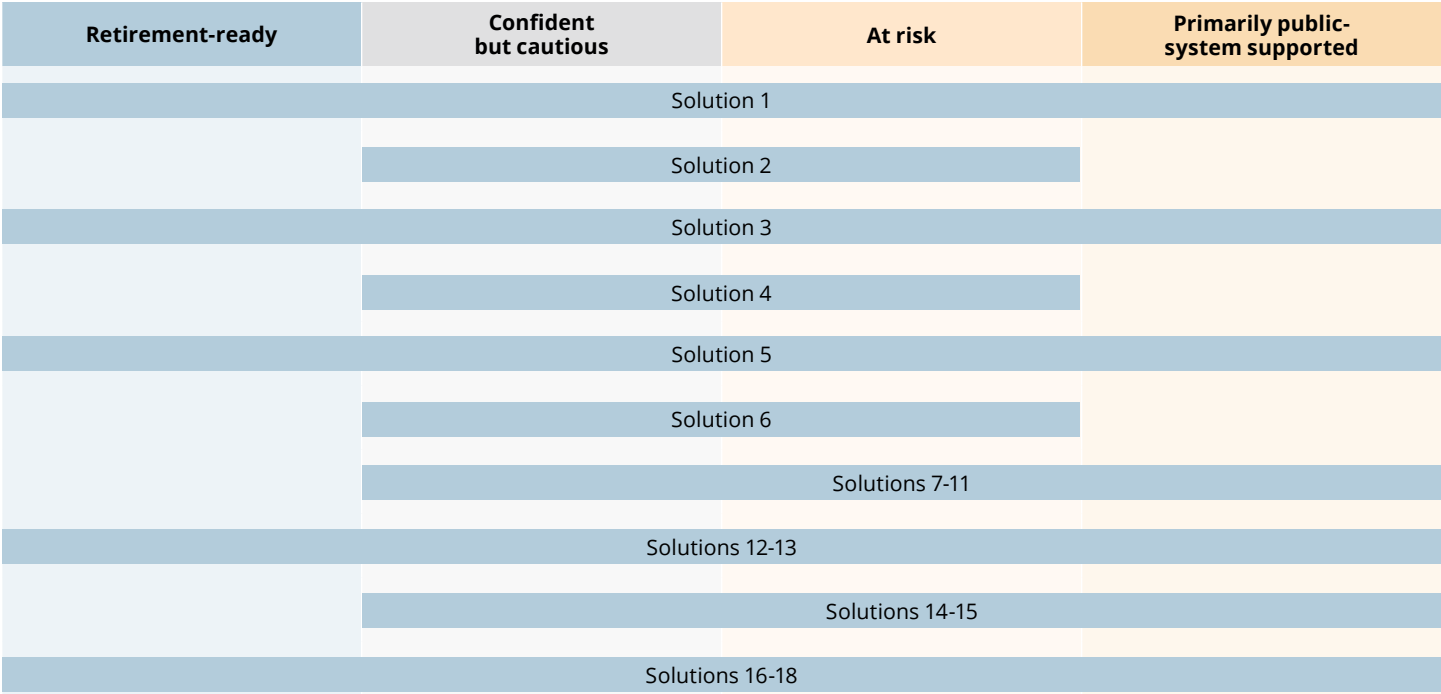 Retirement-ready
Confident
but cautious
At risk
Primarily public-
system supported
Solution 1
Solution 2
Solution 3
Solution 4
Solution 5
Solution 6
Solutions 7-11
Solutions 12-13
Solutions 14-15
Solutions 16-18